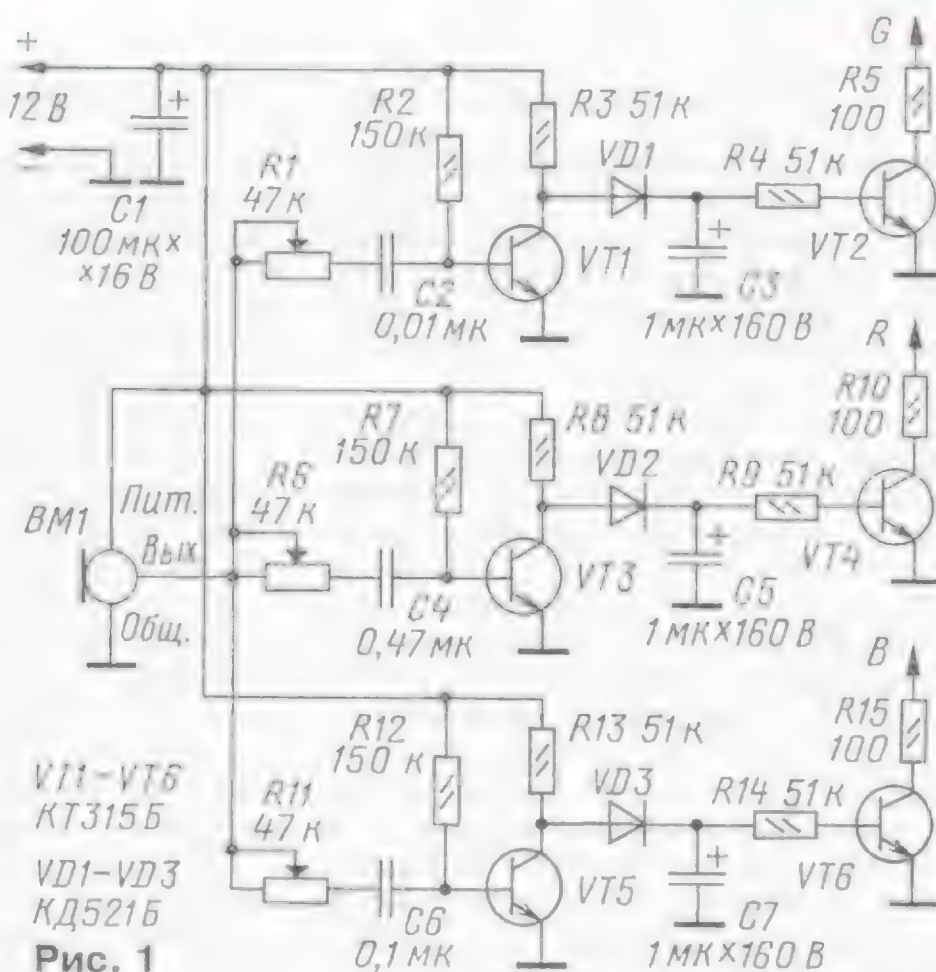 +
12 В
−
C1
100 мк×
×16 В
R1
47 к
R2
150 к
C2
0,01 мк
R3 51 к
VT1
VD1
C3
1 мк×160 В
R4 51 к
G
R5
100
VT2
BM1
Пит.
Вых
Общ.
R6
47 к
R7
150 к
C4
0,47 мк
R8 51 к
VT3
VD2
+
C5
1 мк×160 В
R9 51 к
R
R10
100
VT4
R11
47 к
R12
150 к
C6
0,1 мк
R13 51 к
VT5
VD3
+
C7
1 мк×160 В
R14 51 к
B
R15
100
VT6
VT1–VT6
КТ315Б
VD1–VD3
КД521Б
Рис. 1